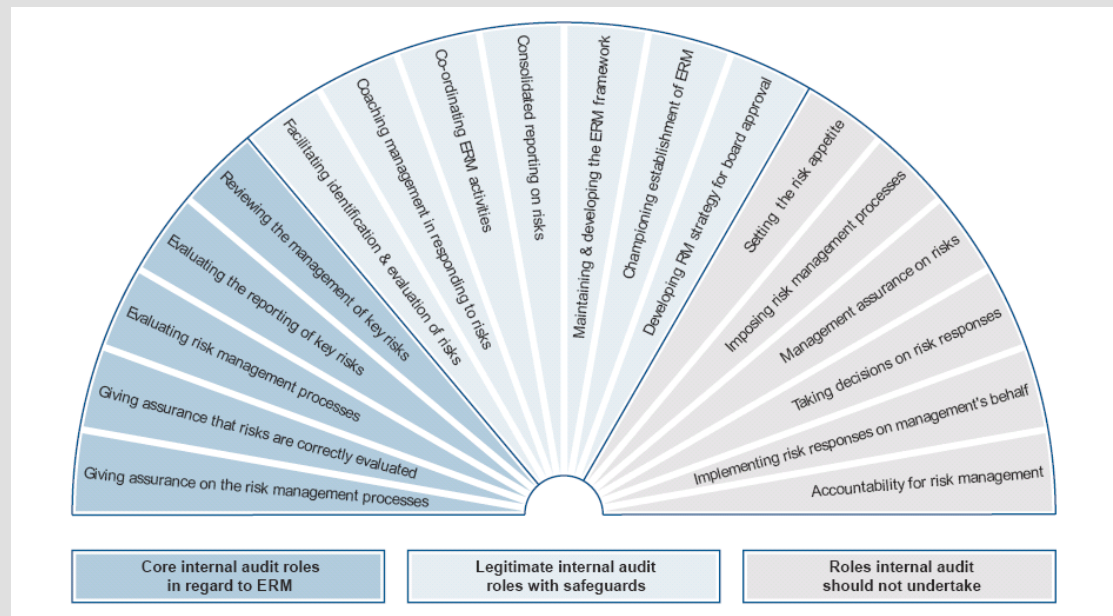 Giving assurance on the risk management processes
Giving assurance that risks are correctly evaluated
Evaluating risk management processes
Evaluating the reporting of key risks
Reviewing the management of key risks
Facilitating identification & evaluation of risks
Coaching management in responding to risks
Co-ordinating ERM activities
Consolidated reporting on risks
Maintaining & developing the ERM framework
Championing establishment of ERM
Developing RM strategy for board approval
Setting the risk appetite
Imposing risk management processes
Management assurance on risks
Taking decisions on risk responses
Implementing risk responses on management's behalf
Accountability for risk management
Core internal audit roles
in regard to ERM
Legitimate internal audit
roles with safeguards
Roles internal audit
should not undertake